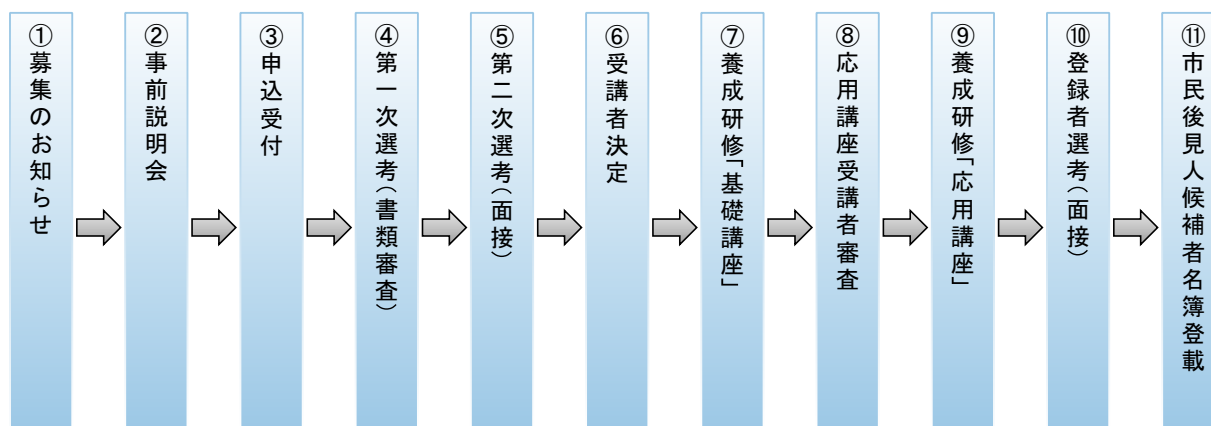 ①募集のお知らせ
②事前説明会
③申込受付
④第一次選考(書類審査)
⑤第二次選考(面接)
⑥受講者決定
⑦養成研修「基礎講座」
⑧応用講座受講者審査
⑨養成研修「応用講座」
⑩登録者選考(面接)
⑪市民後見人候補者名簿登載